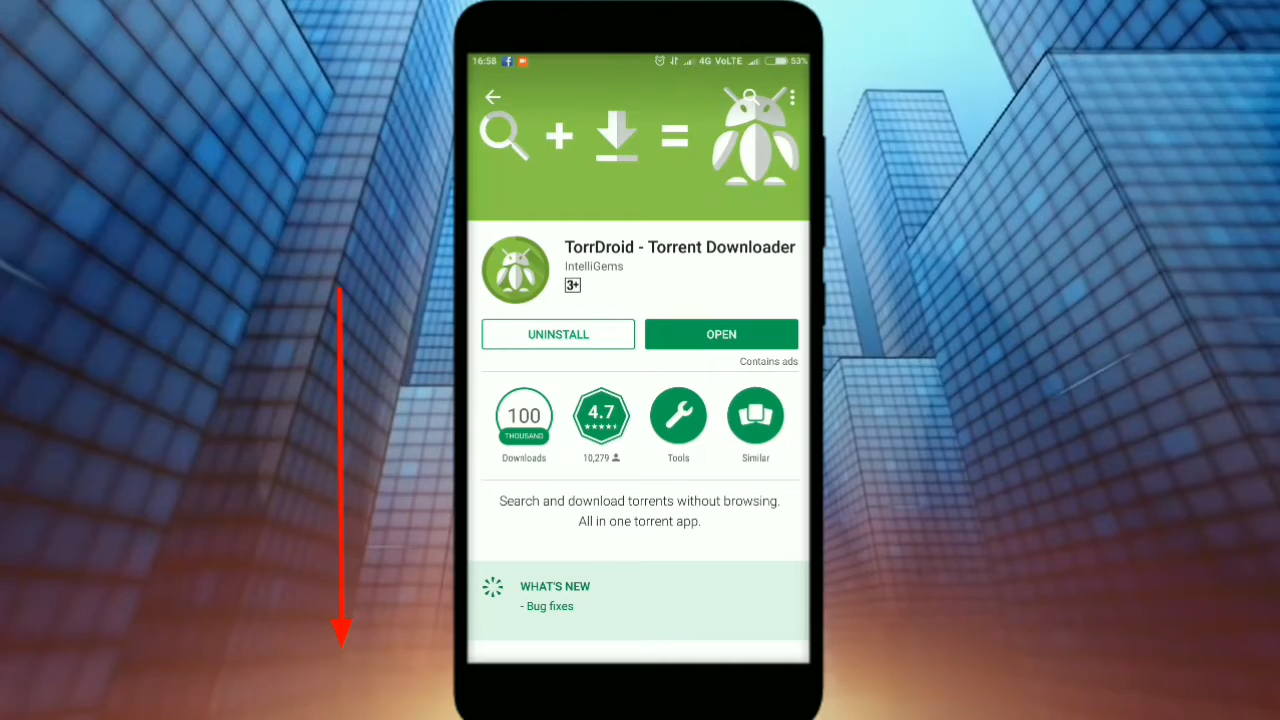 16:58 4G VoLTE 53%
+ =
TorrDroid - Torrent Downloader
IntelliGems
3+
UNINSTALL OPEN
Contains ads
100 4.7
THOUSAND
Downloads 10,279 Tools Similar
Search and download torrents without browsing.
All in one torrent app.
WHAT'S NEW
- Bug fixes